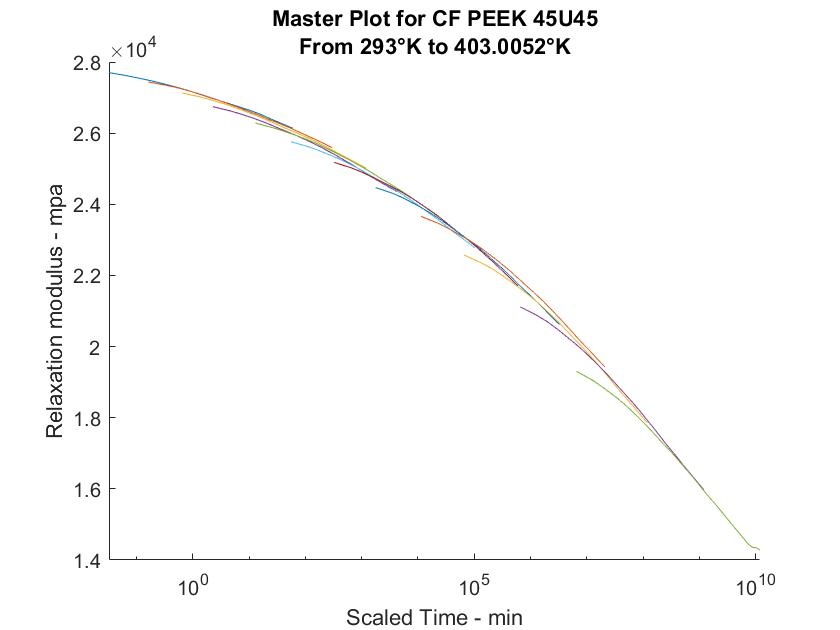 Master Plot for CF PEEK 45U45
From 293°K to 403.0052°K
×10^4
2.8
2.6
2.4
2.2
2
1.8
1.6
1.4
Relaxation modulus - mpa
10^0 10^5 10^10
Scaled Time - min